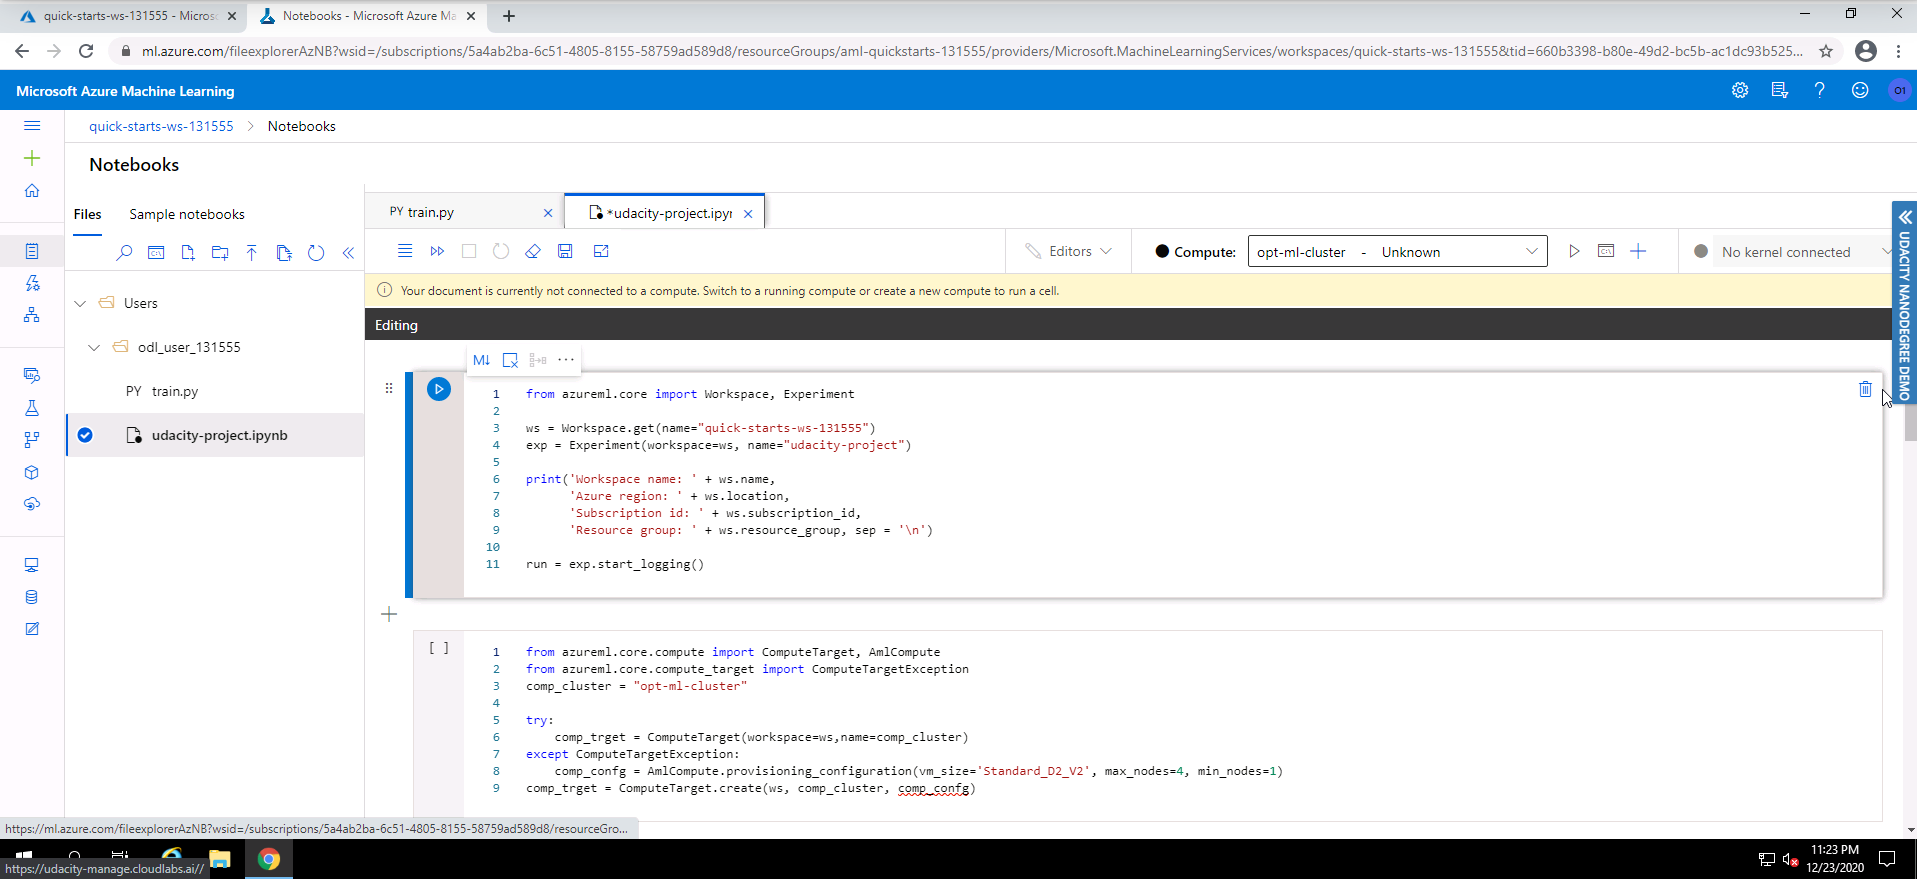 quick-starts-ws-131555 - Micros
Notebooks - Microsoft Azure Ma
ml.azure.com/fileexplorerAzNB?wsid=/subscriptions/5a4ab2ba-6c51-4805-8155-58759ad589d8/resourceGroups/aml-quickstarts-131555/providers/Microsoft.MachineLearningServices/workspaces/quick-starts-ws-131555&tid=660b3398-b80e-49d2-bc5b-ac1dc93b525...
Microsoft Azure Machine Learning
O1
quick-starts-ws-131555 > Notebooks
Notebooks
Files
Sample notebooks
PY train.py
*udacity-project.ipyr
Editors
Compute:
opt-ml-cluster - Unknown
No kernel connected
UDACITY NANODEGREE DEMO
Your document is currently not connected to a compute. Switch to a running compute or create a new compute to run a cell.
Editing
Users
odl_user_131555
PY train.py
udacity-project.ipynb
M↓
1 from azureml.core import Workspace, Experiment
2
3 ws = Workspace.get(name="quick-starts-ws-131555")
4 exp = Experiment(workspace=ws, name="udacity-project")
5
6 print('Workspace name: ' + ws.name,
7 'Azure region: ' + ws.location,
8 'Subscription id: ' + ws.subscription_id,
9 'Resource group: ' + ws.resource_group, sep = '\n')
10
11 run = exp.start_logging()
[ ]
1 from azureml.core.compute import ComputeTarget, AmlCompute
2 from azureml.core.compute_target import ComputeTargetException
3 comp_cluster = "opt-ml-cluster"
4
5 try:
6 comp_trget = ComputeTarget(workspace=ws,name=comp_cluster)
7 except ComputeTargetException:
8 comp_confg = AmlCompute.provisioning_configuration(vm_size='Standard_D2_V2', max_nodes=4, min_nodes=1)
9 comp_trget = ComputeTarget.create(ws, comp_cluster, comp_confg)
https://ml.azure.com/fileexplorerAzNB?wsid=/subscriptions/5a4ab2ba-6c51-4805-8155-58759ad589d8/resourceGro...
https://udacity-manage.cloudlabs.ai//
11:23 PM
12/23/2020